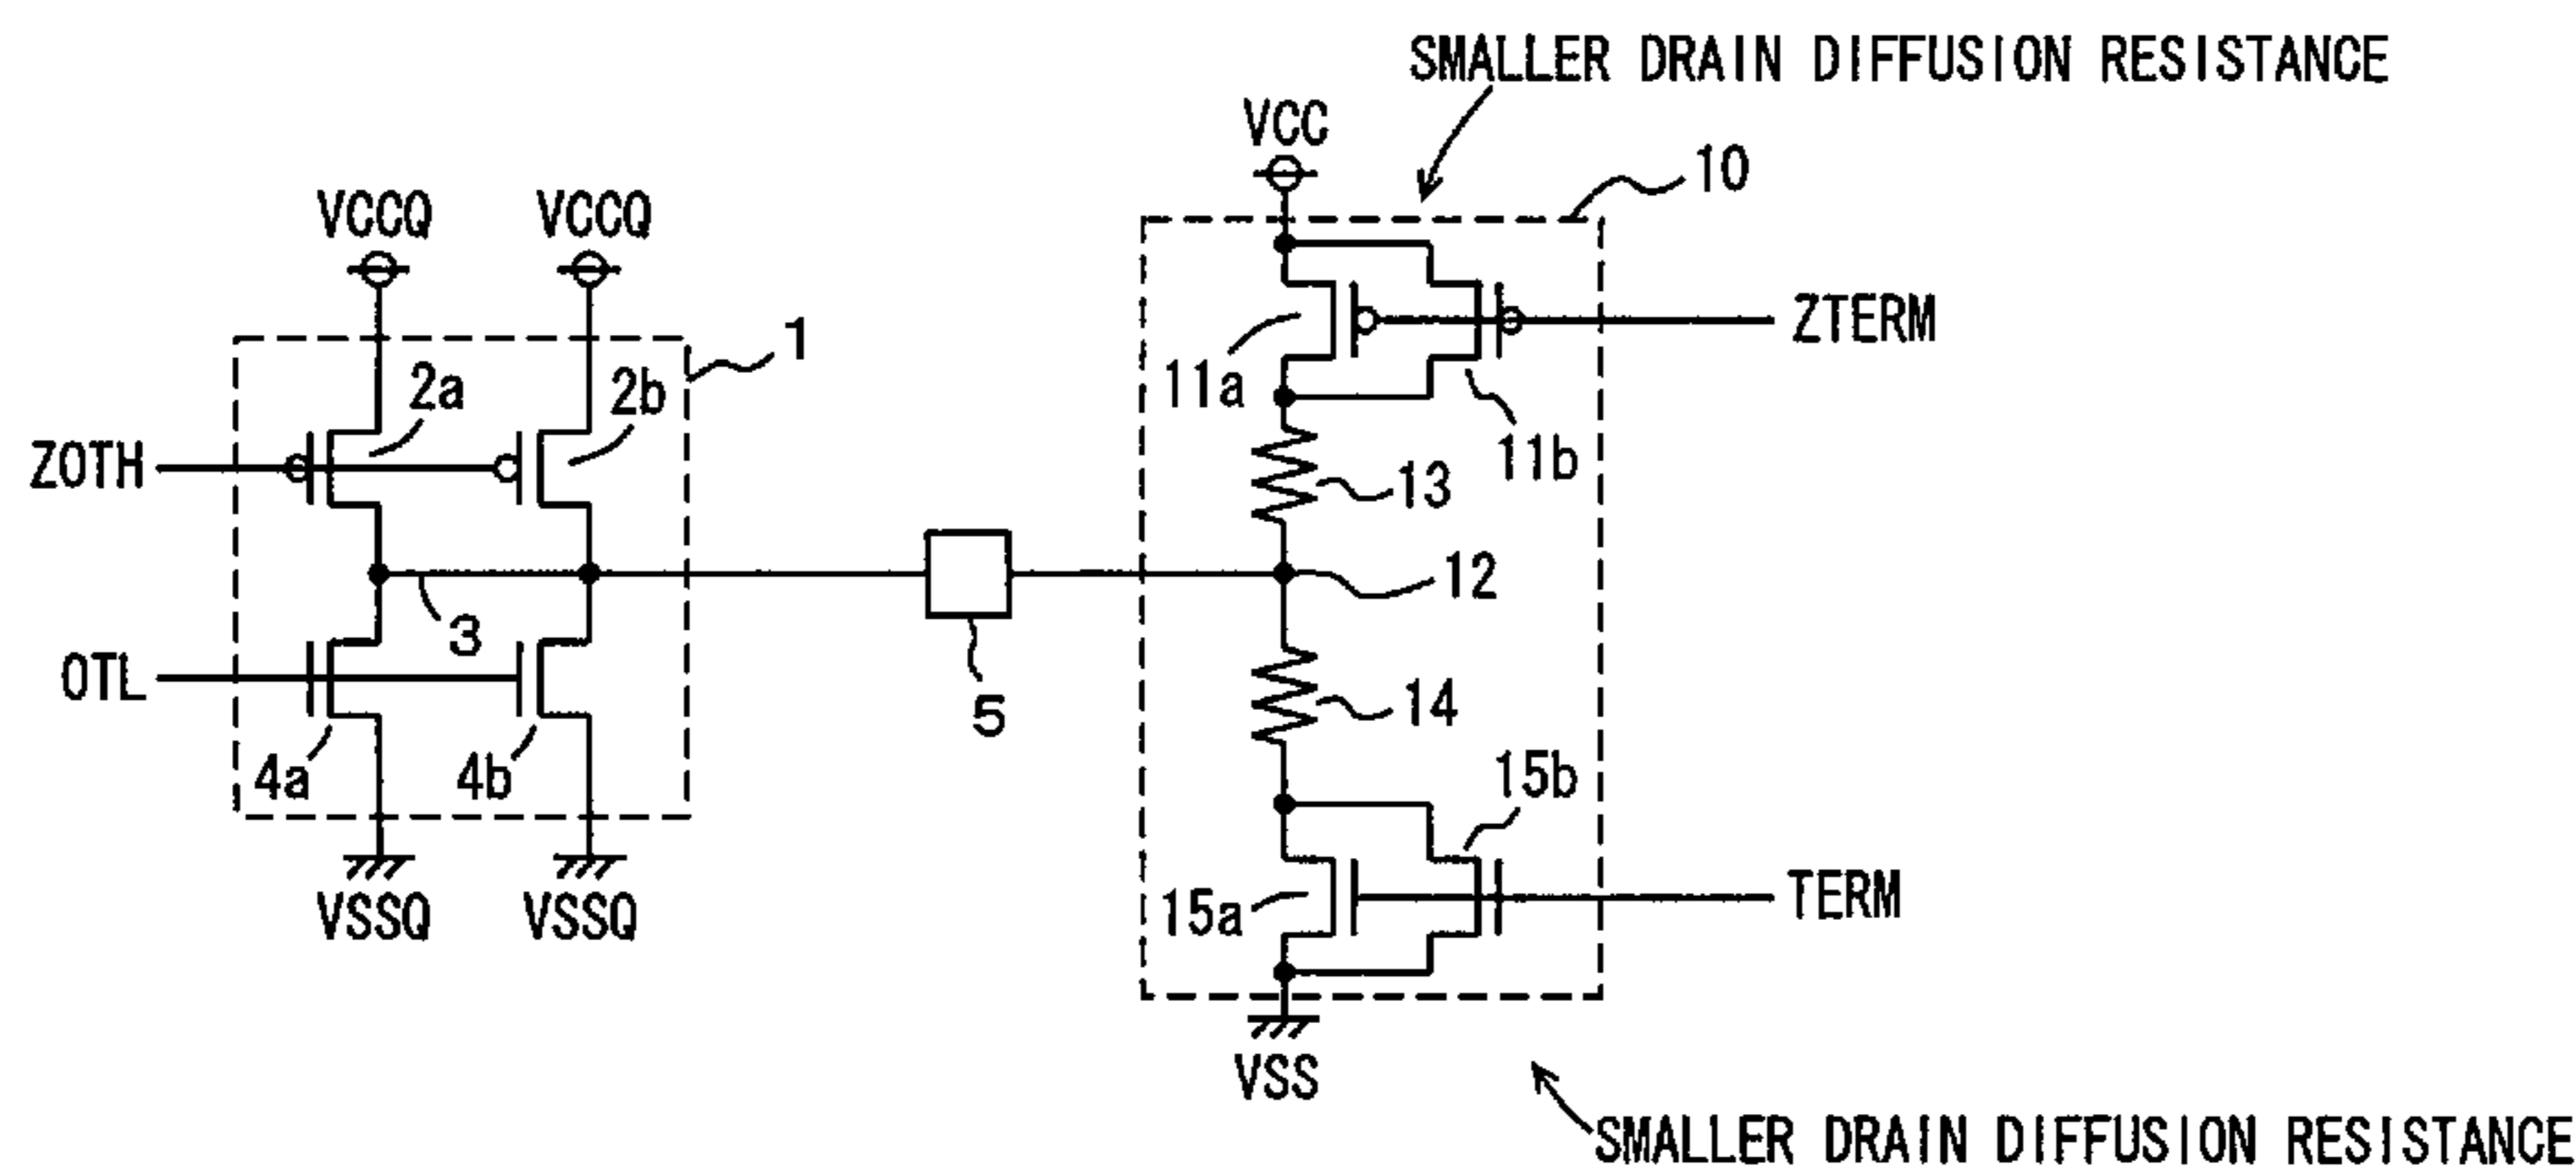 SMALLER DRAIN DIFFUSION RESISTANCE
VCC
10
VCCQ VCCQ
1
ZTERM
2a 2b
11a
11b
ZOTH
13
12
3
OTL
14
5
4a 4b
15b
15a
TERM
VSSQ VSSQ
VSS
SMALLER DRAIN DIFFUSION RESISTANCE